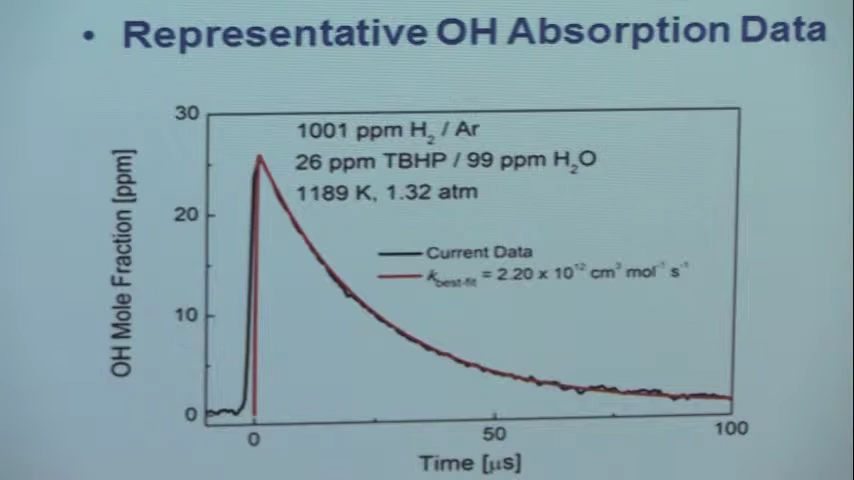 • Representative OH Absorption Data
30
20
10
0
OH Mole Fraction [ppm]
1001 ppm H₂ / Ar
26 ppm TBHP / 99 ppm H₂O
1189 K, 1.32 atm
Current Data
k_best-fit = 2.20 x 10¹² cm³ mol⁻¹ s⁻¹
0
50
100
Time [μs]